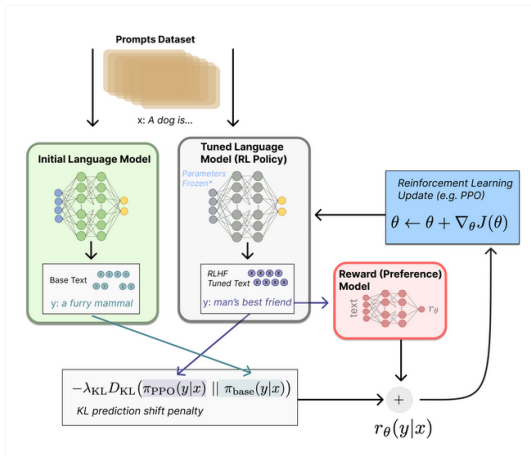 Prompts Dataset
x: A dog is...
Initial Language Model
Base Text
y: a furry mammal
Tuned Language
Model (RL Policy)
Parameters
Frozen*
RLHF
Tuned Text
y: man's best friend
Reinforcement Learning
Update (e.g. PPO)
θ ← θ + ∇θJ(θ)
Reward (Preference)
Model
text
rθ
−λKL DKL(πPPO(y|x) || πbase(y|x))
KL prediction shift penalty
+
rθ(y|x)